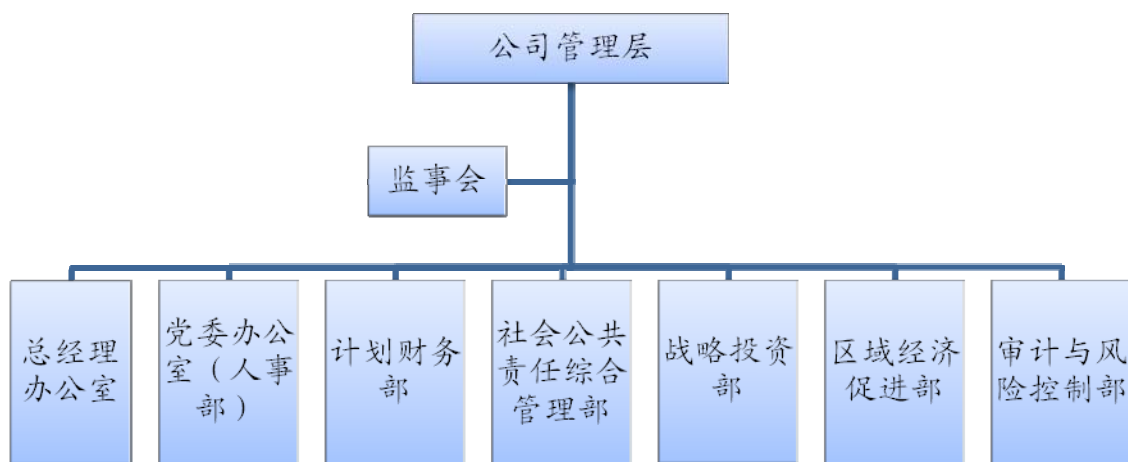 公司管理层
监事会
总经理
办公室
党委办公
室（人事
部）
计划财务
部
社会公共
责任综合
管理部
战略投资
部
区域经济
促进部
审计与风
险控制部